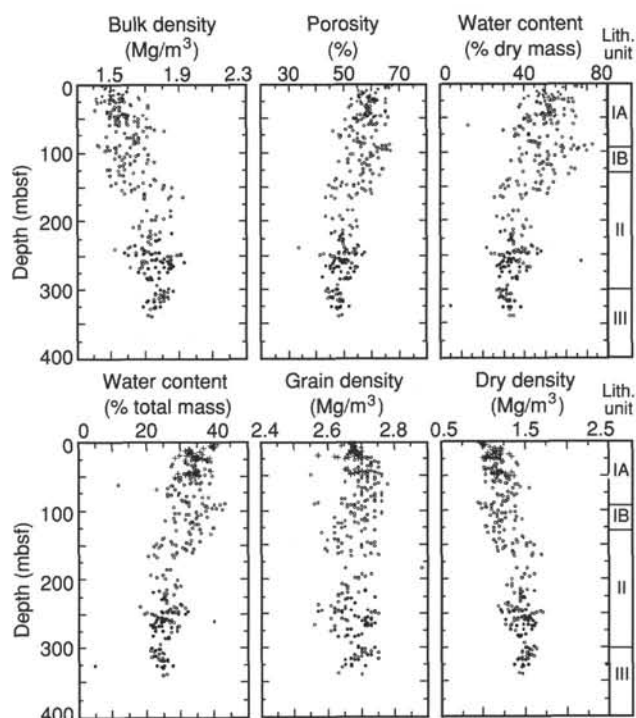 Bulk density Porosity Water content Lith.
(Mg/m³) (%) (% dry mass) unit
1.5 1.9 2.3 30 50 70 0 40 80
0
100
200
300
400
Depth (mbsf)
IA
IB
II
III
Water content Grain density Dry density Lith.
(% total mass) (Mg/m³) (Mg/m³) unit
0 20 40 2.4 2.6 2.8 0.5 1.5 2.5
0
100
200
300
400
Depth (mbsf)
IA
IB
II
III